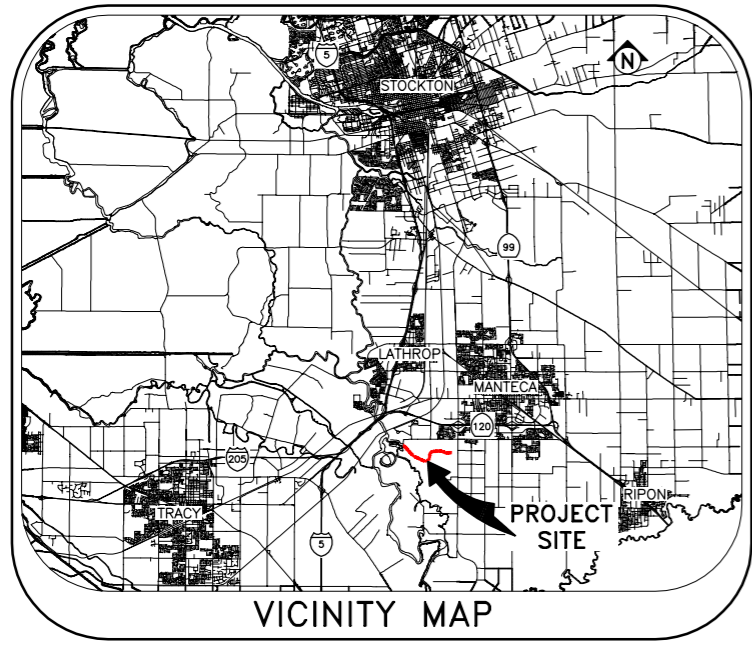 5
N
STOCKTON
99
LATHROP
MANTECA
120
205
RIPON
TRACY
PROJECT
SITE
5
VICINITY MAP